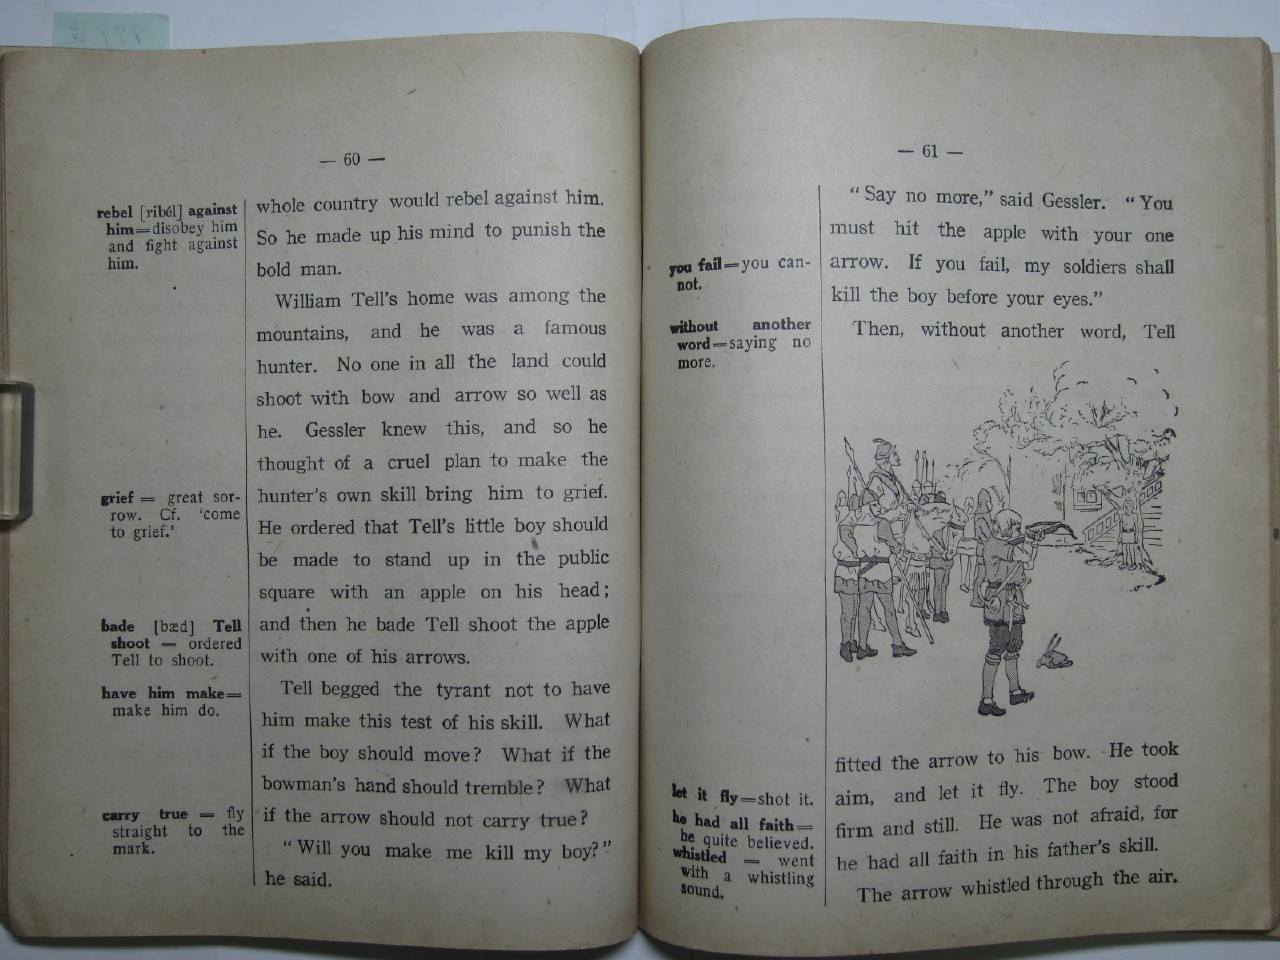 — 60 —
rebel [ribél] against
him=disobey him
and fight against
him.
grief = great sor-
row. Cf. 'come
to grief.'
bade [bæd] Tell
shoot = ordered
Tell to shoot.
have him make=
make him do.
carry true = fly
straight to the
mark.
whole country would rebel against him.
So he made up his mind to punish the
bold man.
William Tell's home was among the
mountains, and he was a famous
hunter. No one in all the land could
shoot with bow and arrow so well as
he. Gessler knew this, and so he
thought of a cruel plan to make the
hunter's own skill bring him to grief.
He ordered that Tell's little boy should
be made to stand up in the public
square with an apple on his head;
and then he bade Tell shoot the apple
with one of his arrows.
Tell begged the tyrant not to have
him make this test of his skill. What
if the boy should move? What if the
bowman's hand should tremble? What
if the arrow should not carry true?
"Will you make me kill my boy?"
he said.
— 61 —
you fail=you can-
not.
without another
word=saying no
more.
let it fly=shot it.
he had all faith=
he quite believed.
whistled = went
with a whistling
sound.
"Say no more," said Gessler. "You
must hit the apple with your one
arrow. If you fail, my soldiers shall
kill the boy before your eyes."
Then, without another word, Tell
fitted the arrow to his bow. He took
aim, and let it fly. The boy stood
firm and still. He was not afraid, for
he had all faith in his father's skill.
The arrow whistled through the air.